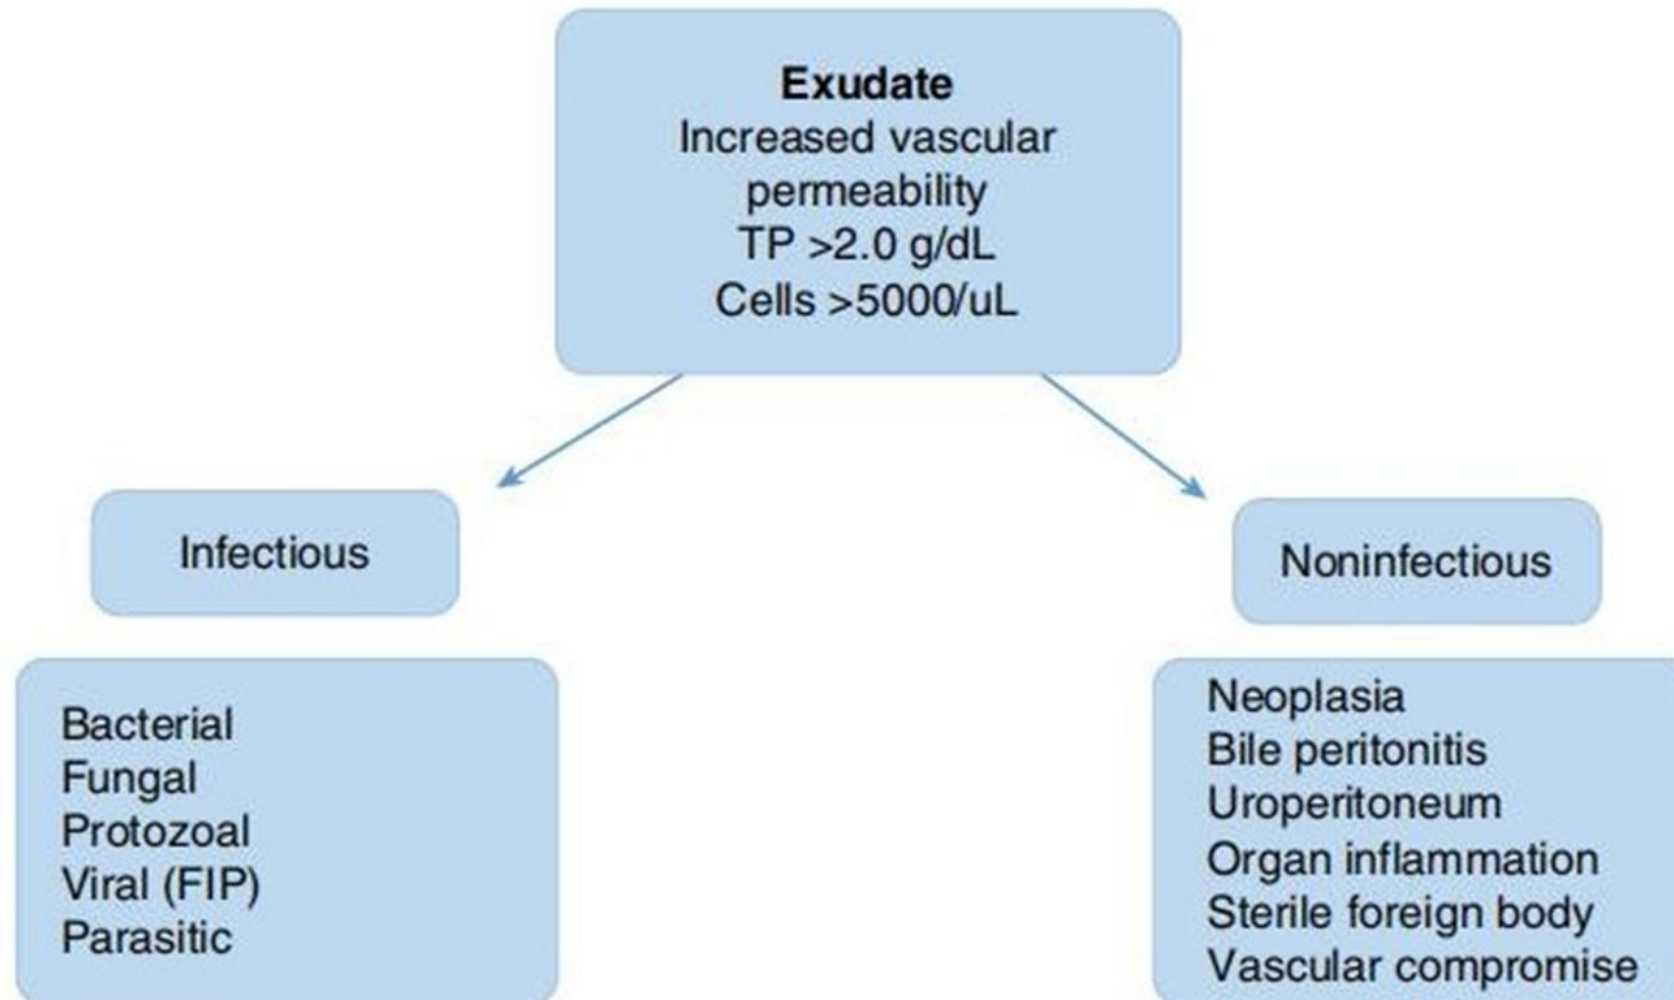 Exudate
Increased vascular
permeability
TP >2.0 g/dL
Cells >5000/uL
Infectious
Noninfectious
Bacterial
Fungal
Protozoal
Viral (FIP)
Parasitic
Neoplasia
Bile peritonitis
Uroperitoneum
Organ inflammation
Sterile foreign body
Vascular compromise